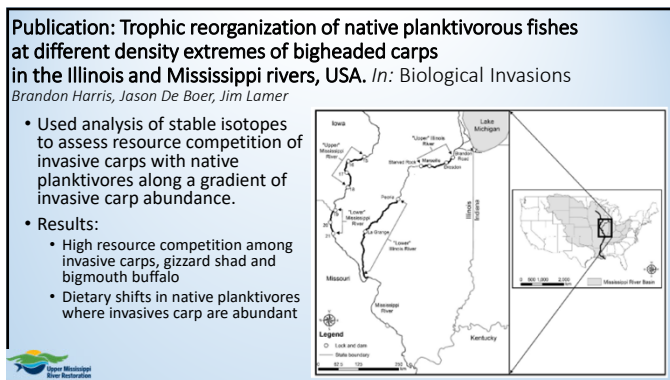 Publication: Trophic reorganization of native planktivorous fishes
at different density extremes of bigheaded carps
in the Illinois and Mississippi rivers, USA. In: Biological Invasions
Brandon Harris, Jason De Boer, Jim Lamer
• Used analysis of stable isotopes
to assess resource competition of
invasive carps with native
planktivores along a gradient of
invasive carp abundance.
• Results:
• High resource competition among
invasive carps, gizzard shad and
bigmouth buffalo
• Dietary shifts in native planktivores
where invasives carp are abundant
Upper Mississippi
River Restoration
Iowa
Lake
Michigan
"Upper"
Mississippi
River
"Upper" Illinois
River
Starved Rock
Marseilles
Dresden
Brandon
Road
Peoria
La Grange
"Lower"
Mississippi
River
"Lower"
Illinois River
Illinois
Indiana
Missouri
Mississippi
River
Kentucky
Legend
Lock and dam
State boundary
Mississippi River Basin